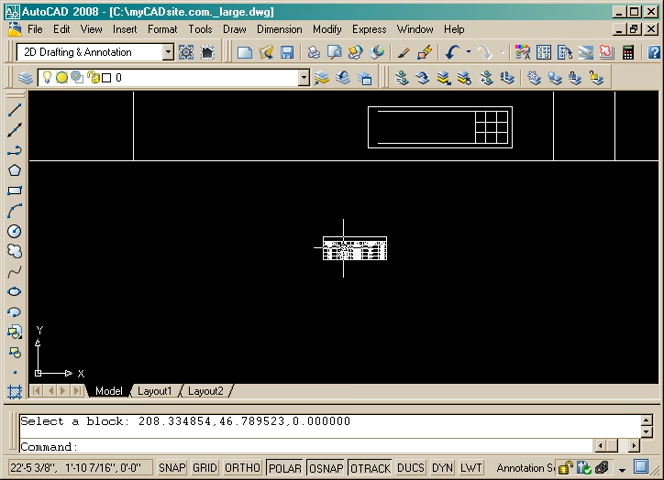 AutoCAD 2008 - [C:\myCADsite.com._large.dwg]
File Edit View Insert Format Tools Draw Dimension Modify Express Window Help
2D Drafting & Annotation
0
Y
X
Model Layout1 Layout2
Select a block: 208.334854,46.789523,0.000000
Command:
22'-5 3/8", 1'-10 7/16", 0'-0" SNAP GRID ORTHO POLAR OSNAP OTRACK DUCS DYN LWT Annotation Sc